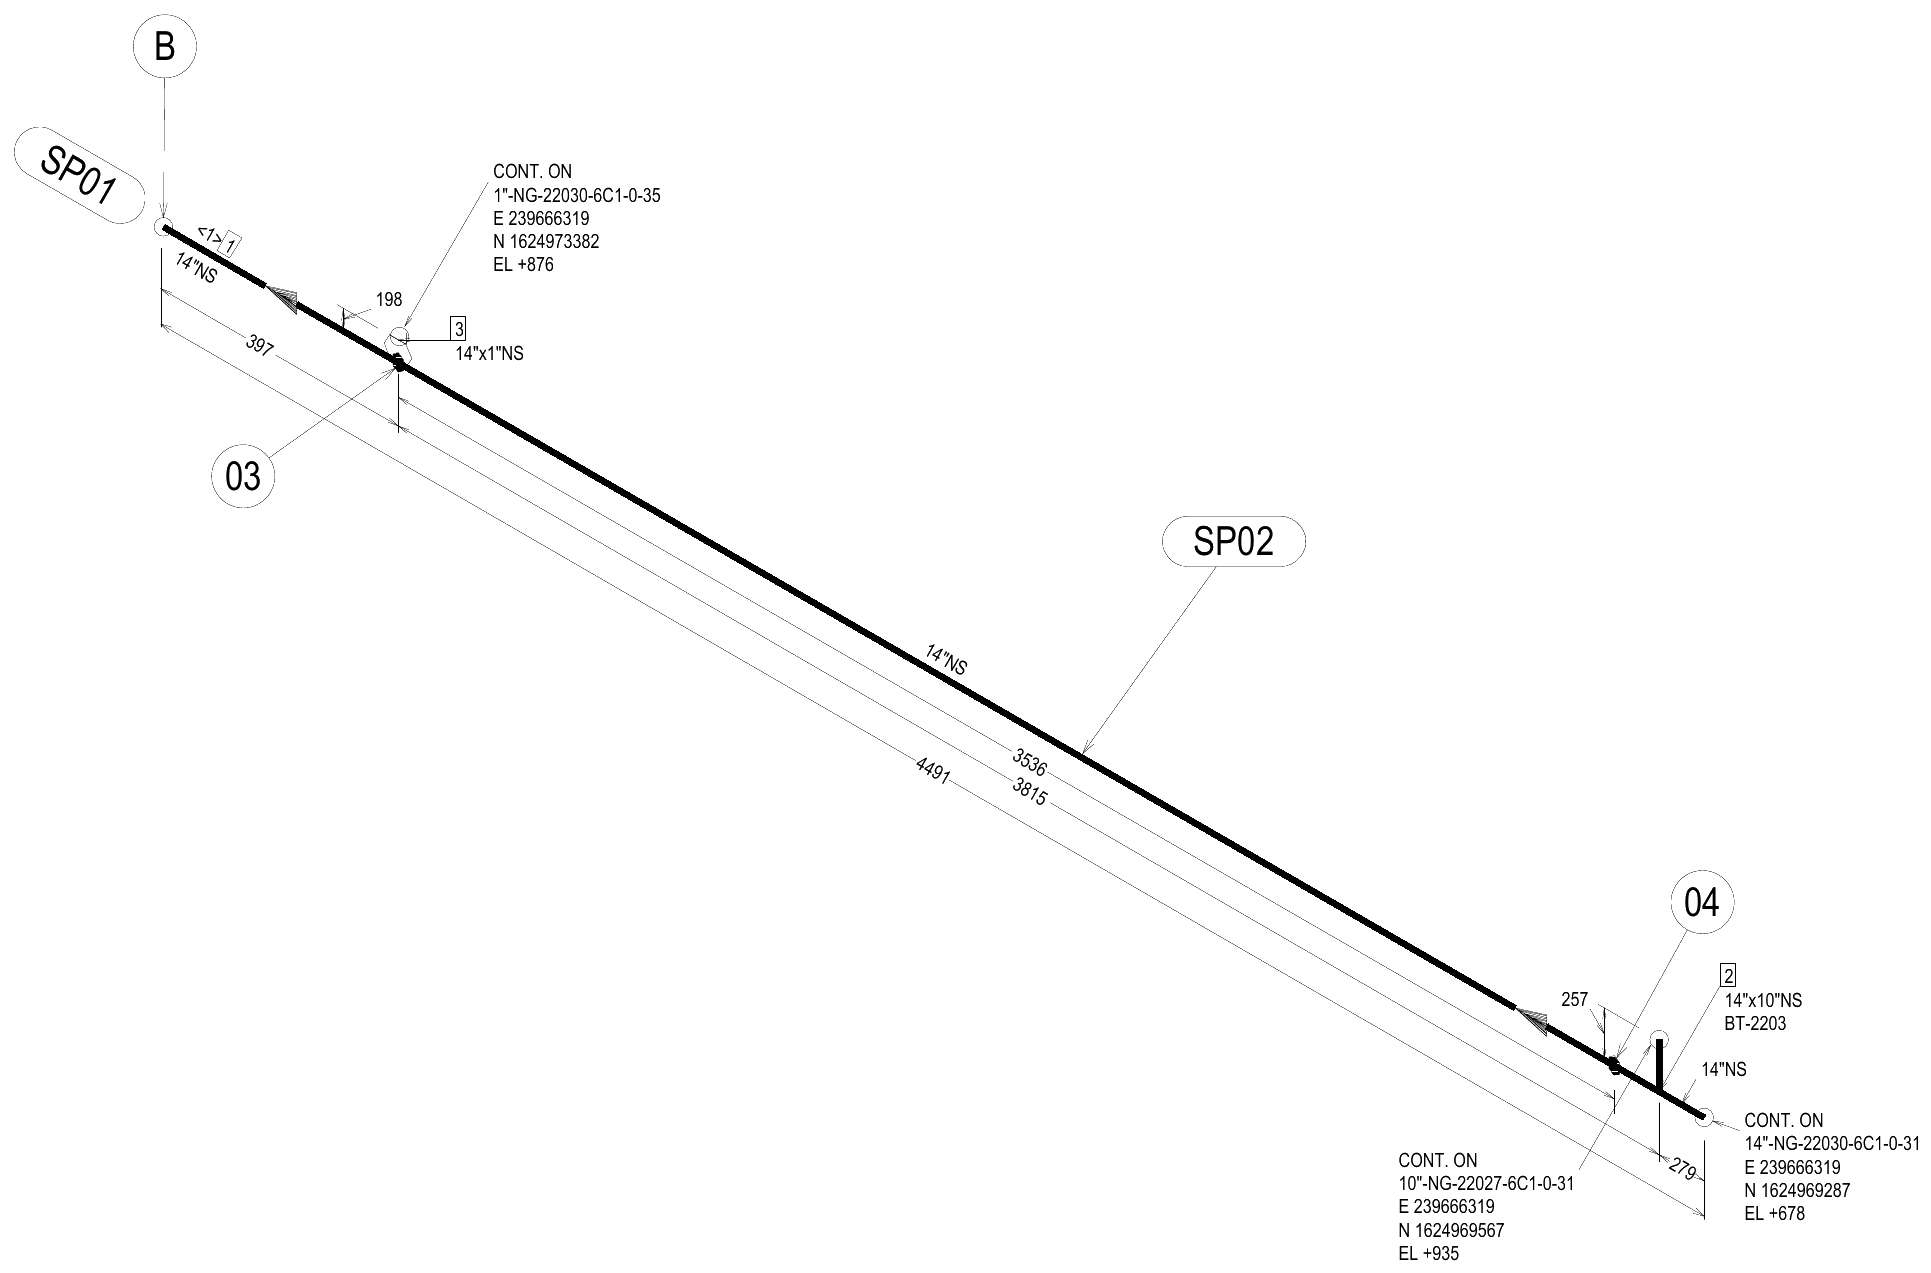 B
SP01
CONT. ON
1"-NG-22030-6C1-0-35
E 239666319
N 1624973382
EL +876
<1> 1
14"NS
198
3
14"x1"NS
397
03
SP02
14"NS
3536
3815
4491
04
2
14"x10"NS
BT-2203
257
14"NS
CONT. ON
14"-NG-22030-6C1-0-31
E 239666319
N 1624969287
EL +678
279
CONT. ON
10"-NG-22027-6C1-0-31
E 239666319
N 1624969567
EL +935